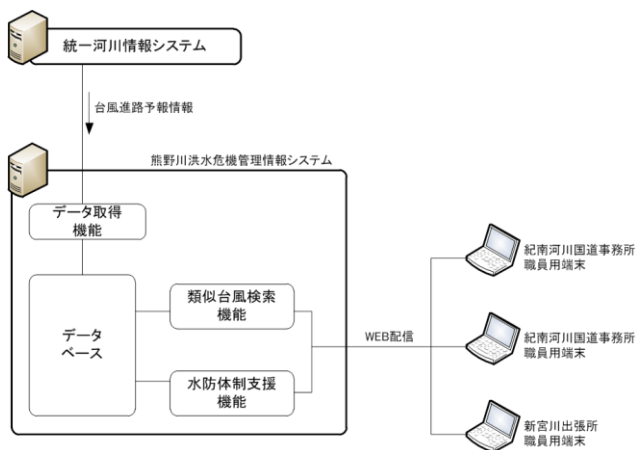 統一河川情報システム
台風進路予報情報
熊野川洪水危機管理情報システム
データ取得
機能
データ
ベース
類似台風検索
機能
水防体制支援
機能
WEB配信
紀南河川国道事務所
職員用端末
紀南河川国道事務所
職員用端末
新宮川出張所
職員用端末